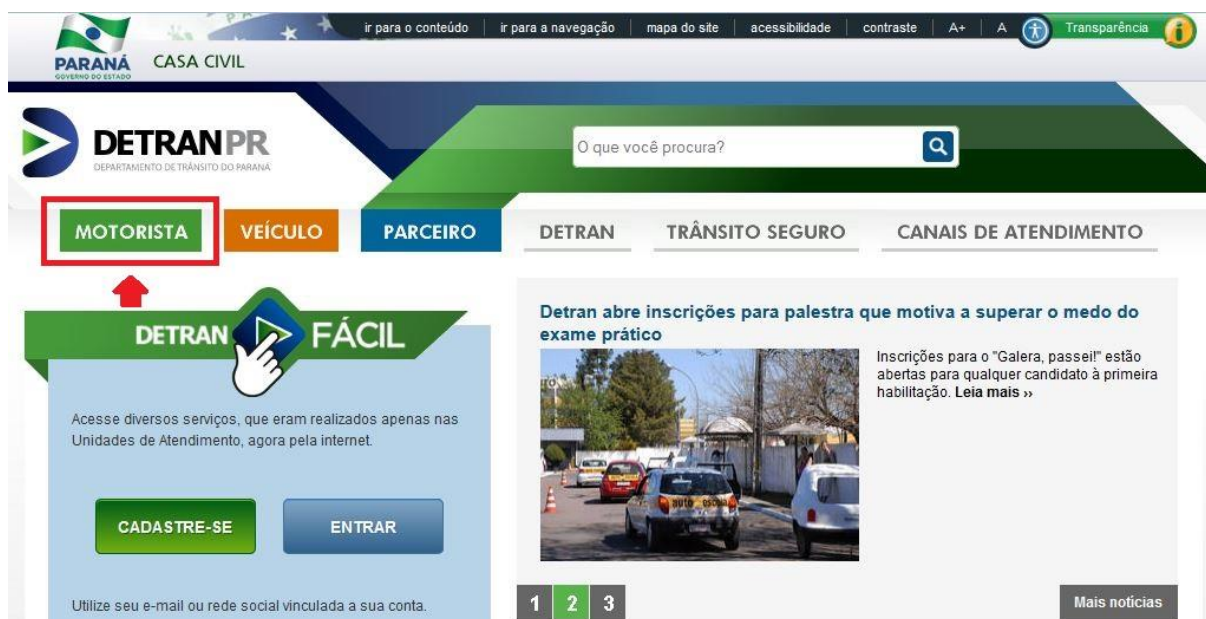 ir para o conteúdo ir para a navegação mapa do site acessibilidade contraste A+ A Transparência
PARANÁ
GOVERNO DO ESTADO
CASA CIVIL
DETRANPR
DEPARTAMENTO DE TRÂNSITO DO PARANÁ
O que você procura?
MOTORISTA VEÍCULO PARCEIRO DETRAN TRÂNSITO SEGURO CANAIS DE ATENDIMENTO
DETRAN FÁCIL
Acesse diversos serviços, que eram realizados apenas nas
Unidades de Atendimento, agora pela internet.
CADASTRE-SE ENTRAR
Utilize seu e-mail ou rede social vinculada a sua conta.
Detran abre inscrições para palestra que motiva a superar o medo do
exame prático
auto escola
Inscrições para o "Galera, passei!" estão
abertas para qualquer candidato à primeira
habilitação. Leia mais ››
1 2 3
Mais notícias